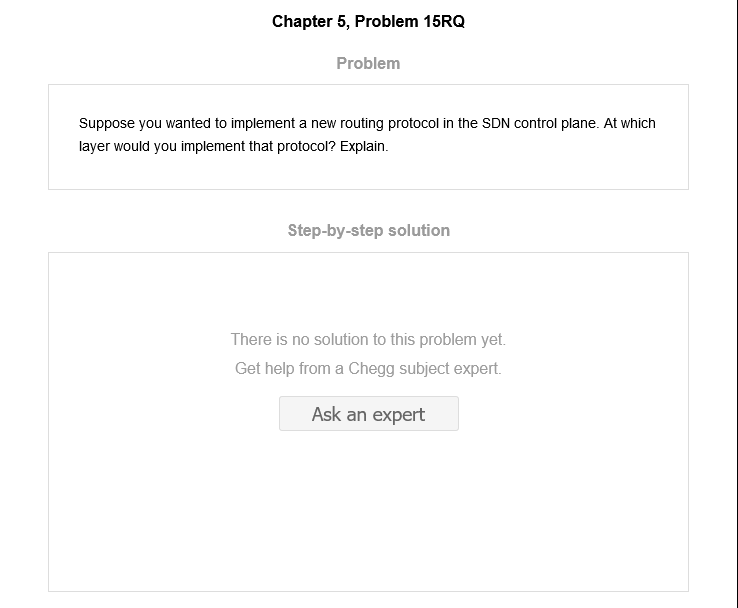 Chapter 5, Problem 15RQ
Problem
Suppose you wanted to implement a new routing protocol in the SDN control plane. At which
layer would you implement that protocol? Explain.
Step-by-step solution
There is no solution to this problem yet.
Get help from a Chegg subject expert.
Ask an expert